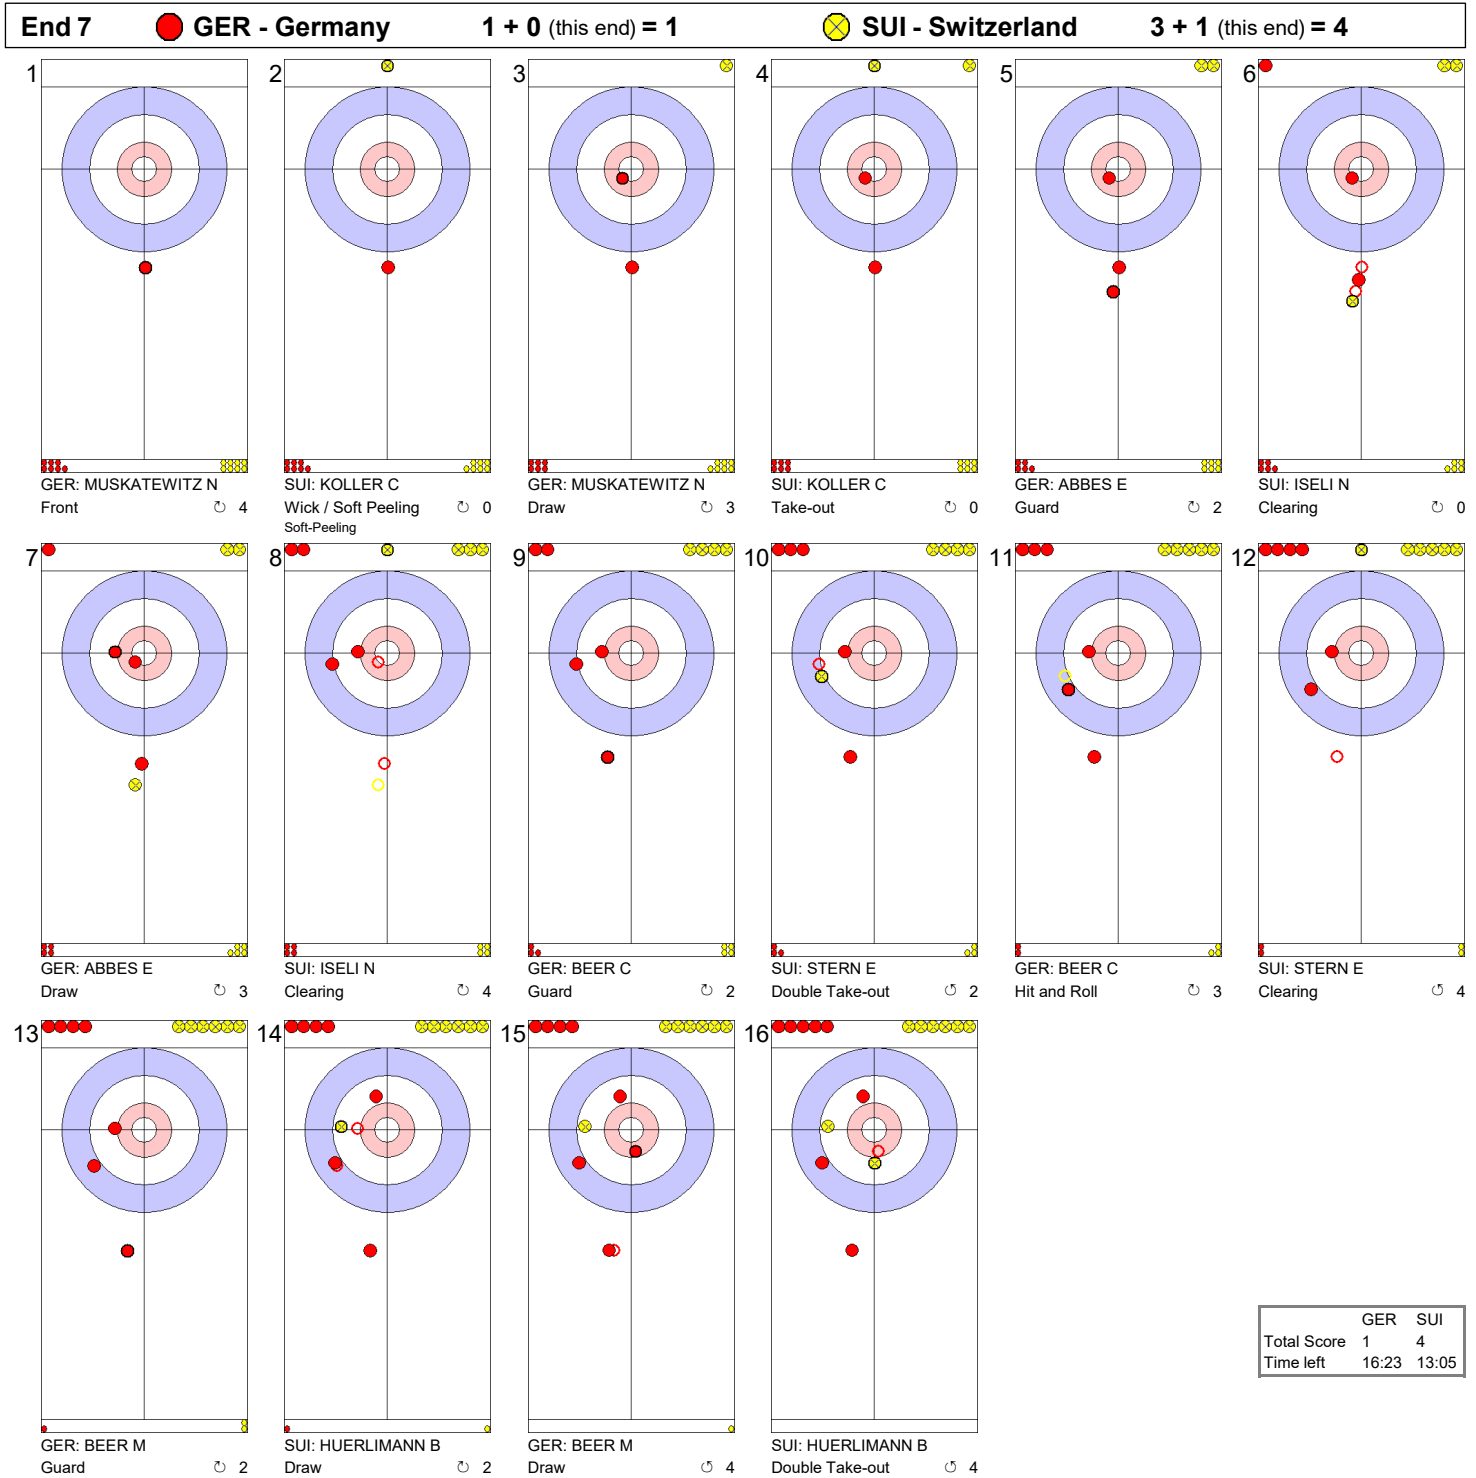 End 7 GER - Germany 1 + 0 (this end) = 1 SUI - Switzerland 3 + 1 (this end) = 4
1 2 3 4 5 6
GER: MUSKATEWITZ N SUI: KOLLER C GER: MUSKATEWITZ N SUI: KOLLER C GER: ABBES E SUI: ISELI N
Front ↻ 4 Wick / Soft Peeling ↻ 0 Draw ↻ 3 Take-out ↻ 0 Guard ↻ 2 Clearing ↻ 0
Soft-Peeling
7 8 9 10 11 12
GER: ABBES E SUI: ISELI N GER: BEER C SUI: STERN E GER: BEER C SUI: STERN E
Draw ↻ 3 Clearing ↻ 4 Guard ↻ 2 Double Take-out ↺ 2 Hit and Roll ↻ 3 Clearing ↺ 4
13 14 15 16
GER: BEER M SUI: HUERLIMANN B GER: BEER M SUI: HUERLIMANN B
Guard ↻ 2 Draw ↻ 2 Draw ↺ 4 Double Take-out ↺ 4
GER SUI
Total Score 1 4
Time left 16:23 13:05